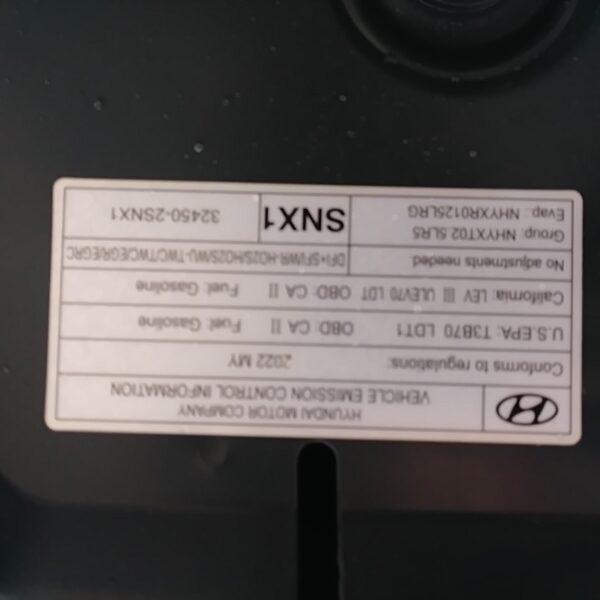 HYUNDAI MOTOR COMPANY
VEHICLE EMISSION CONTROL INFORMATION
Conforms to regulations: 2022 MY
U.S.EPA: T3B70 LDT1 OBD: CA II Fuel: Gasoline
California: LEV III ULEV70 LDT OBD: CA II Fuel: Gasoline
No adjustments needed. DFI+SFI/WR-HO2S/HO2S/WU-TWC/TWC/EGR/EGRC
Group: NHYXT02.5LR5 SNX1 32450-2SNX1
Evap: NHYXR0125LRG